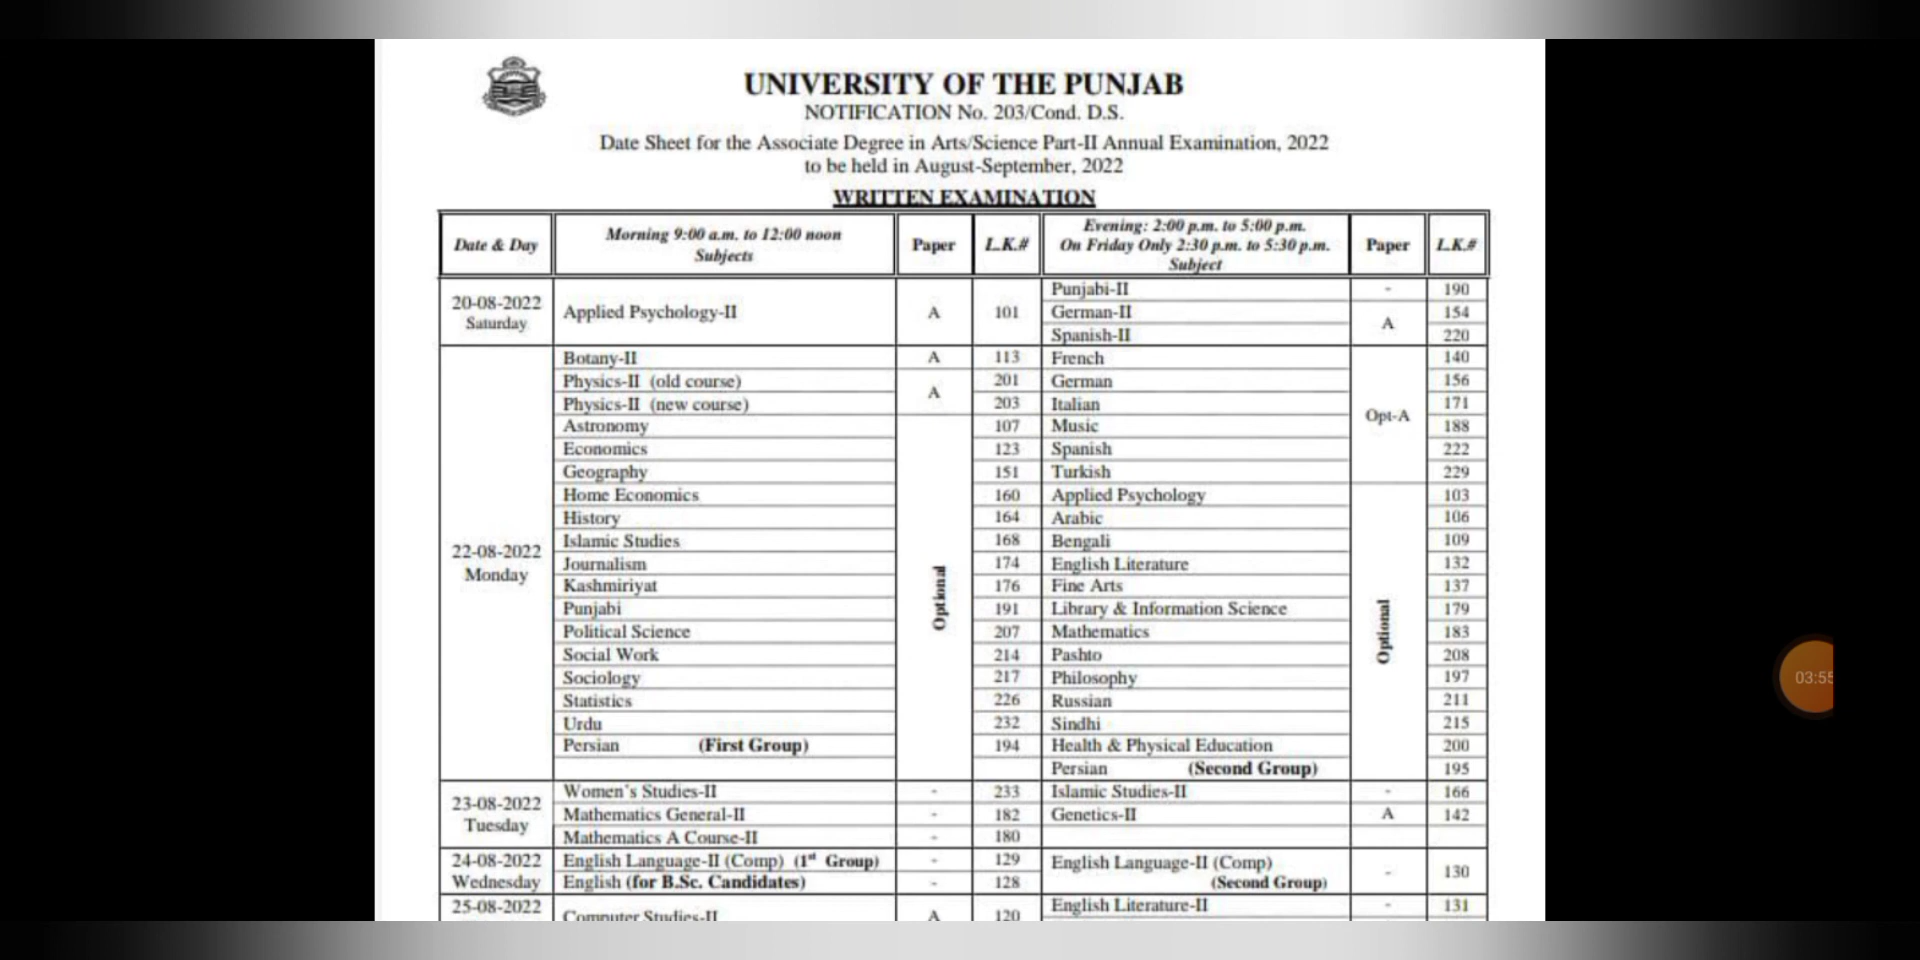 UNIVERSITY OF THE PUNJAB
NOTIFICATION No. 203/Cond. D.S.
Date Sheet for the Associate Degree in Arts/Science Part-II Annual Examination, 2022
to be held in August-September, 2022
WRITTEN EXAMINATION
Date & Day | Morning 9:00 a.m. to 12:00 noon Subjects | Paper | L.K.# | Evening: 2:00 p.m. to 5:00 p.m. On Friday Only 2:30 p.m. to 5:30 p.m. Subject | Paper | L.K.#
20-08-2022 Saturday | Applied Psychology-II | A | 101 | Punjabi-II | - | 190
German-II | A | 154
Spanish-II | 220
22-08-2022 Monday | Botany-II | A | 113 | French | Opt-A | 140
Physics-II (old course) | A | 201 | German | 156
Physics-II (new course) | 203 | Italian | 171
Astronomy | Optional | 107 | Music | 188
Economics | 123 | Spanish | 222
Geography | 151 | Turkish | 229
Home Economics | 160 | Applied Psychology | Optional | 103
History | 164 | Arabic | 106
Islamic Studies | 168 | Bengali | 109
Journalism | 174 | English Literature | 132
Kashmiriyat | 176 | Fine Arts | 137
Punjabi | 191 | Library & Information Science | 179
Political Science | 207 | Mathematics | 183
Social Work | 214 | Pashto | 208
Sociology | 217 | Philosophy | 197
Statistics | 226 | Russian | 211
Urdu | 232 | Sindhi | 215
Persian (First Group) | 194 | Health & Physical Education | 200
Persian (Second Group) | 195
23-08-2022 Tuesday | Women's Studies-II | - | 233 | Islamic Studies-II | - | 166
Mathematics General-II | - | 182 | Genetics-II | A | 142
Mathematics A Course-II | - | 180
24-08-2022 Wednesday | English Language-II (Comp) (1st Group) | - | 129 | English Language-II (Comp) (Second Group) | - | 130
English (for B.Sc. Candidates) | - | 128
25-08-2022 | Computer Studies-II | A | 120 | English Literature-II | - | 131
03:55